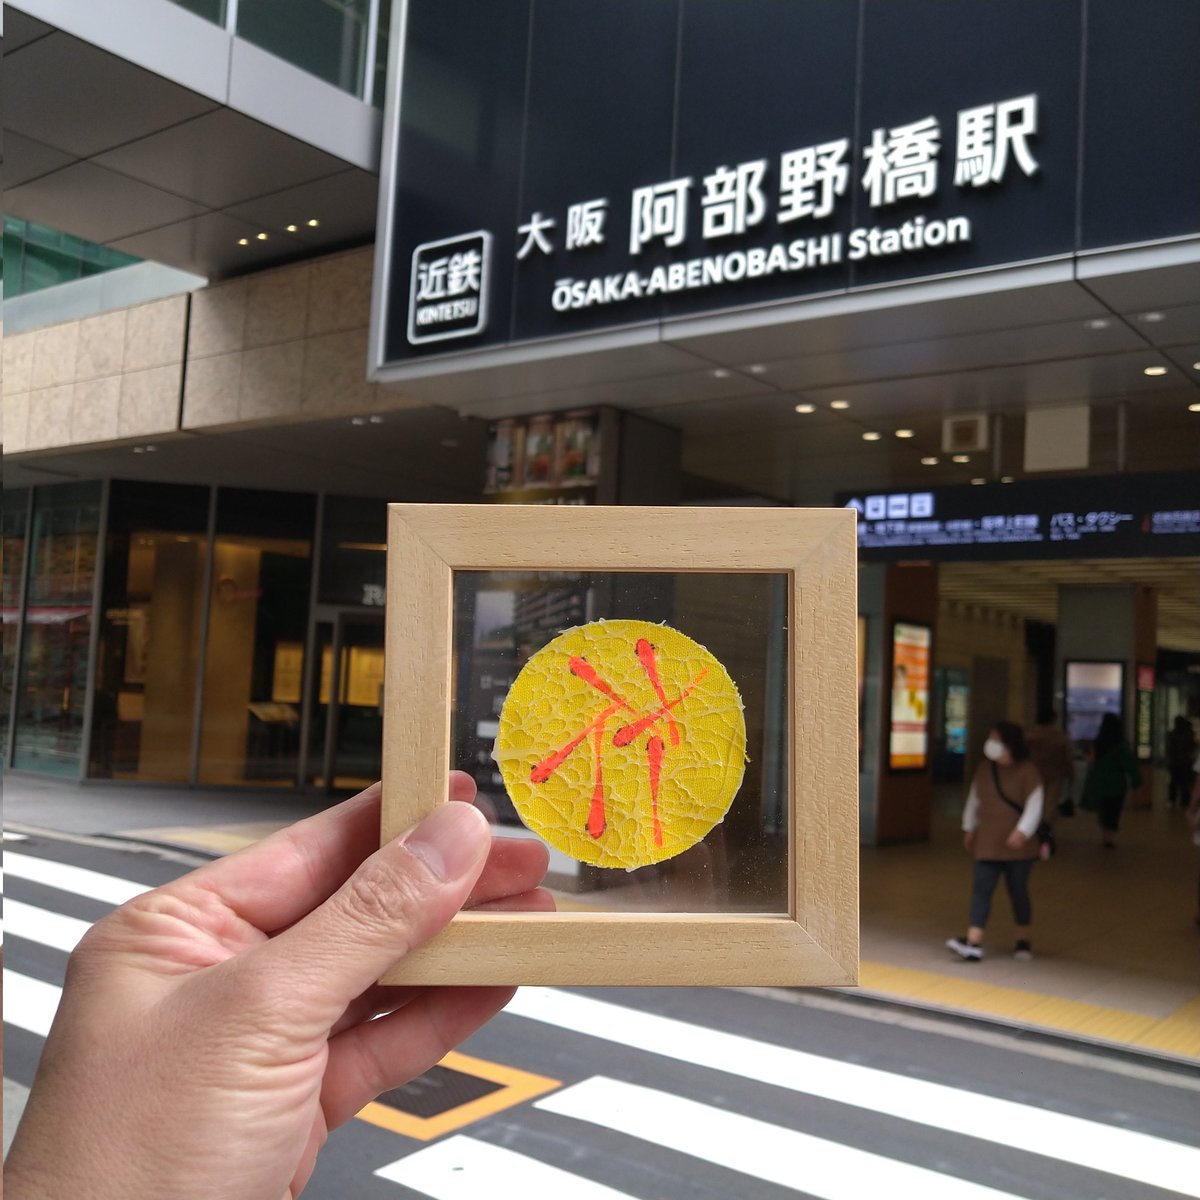 大阪 阿部野橋駅
近鉄
KINTETSU
ŌSAKA-ABENOBASHI Station
バス・タクシー